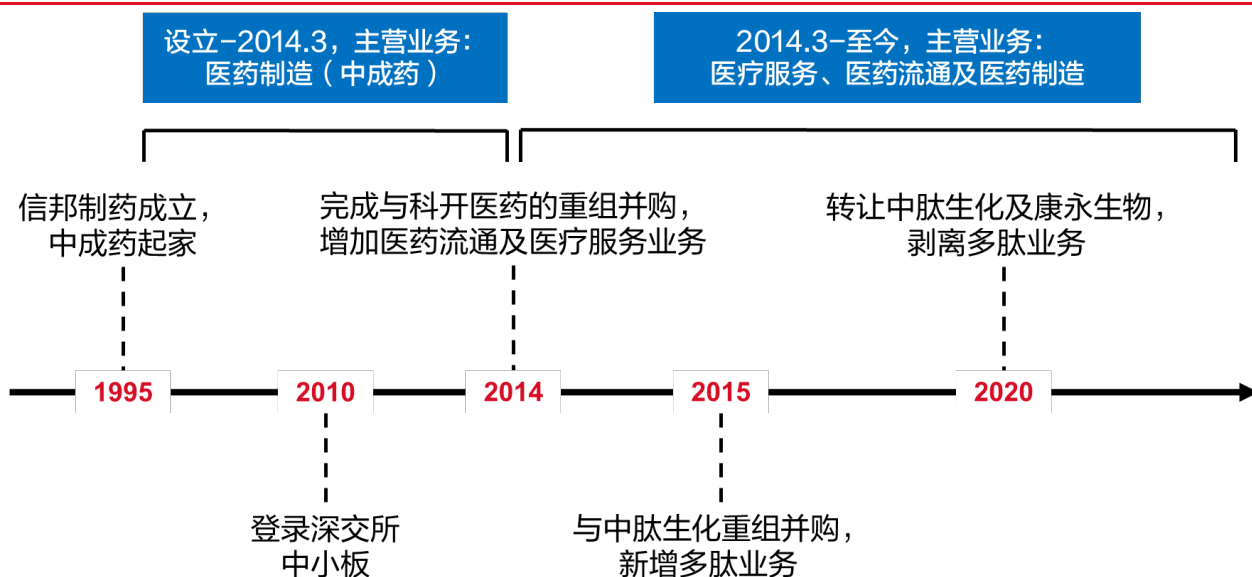 设立-2014.3，主营业务：
医药制造（中成药）
2014.3-至今，主营业务：
医疗服务、医药流通及医药制造
信邦制药成立，
中成药起家
完成与科开医药的重组并购，
增加医药流通及医疗服务业务
转让中肽生化及康永生物，
剥离多肽业务
1995
2010
2014
2015
2020
登录深交所
中小板
与中肽生化重组并购，
新增多肽业务